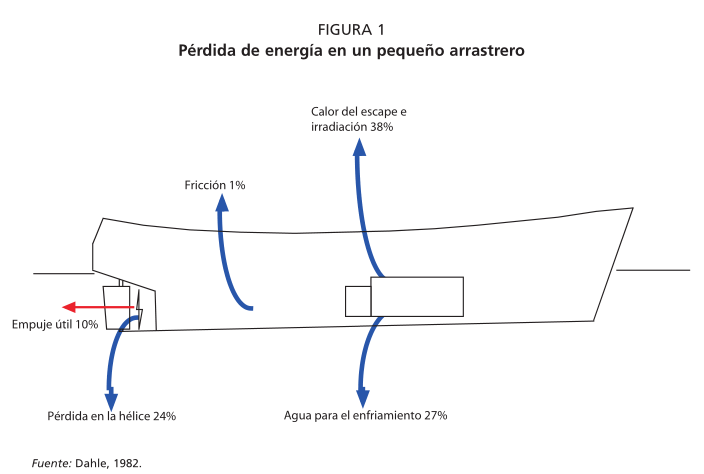 FIGURA 1
Pérdida de energía en un pequeño arrastrero
Calor del escape e
irradiación 38%
Fricción 1%
Empuje útil 10%
Pérdida en la hélice 24%
Agua para el enfriamiento 27%
Fuente: Dahle, 1982.